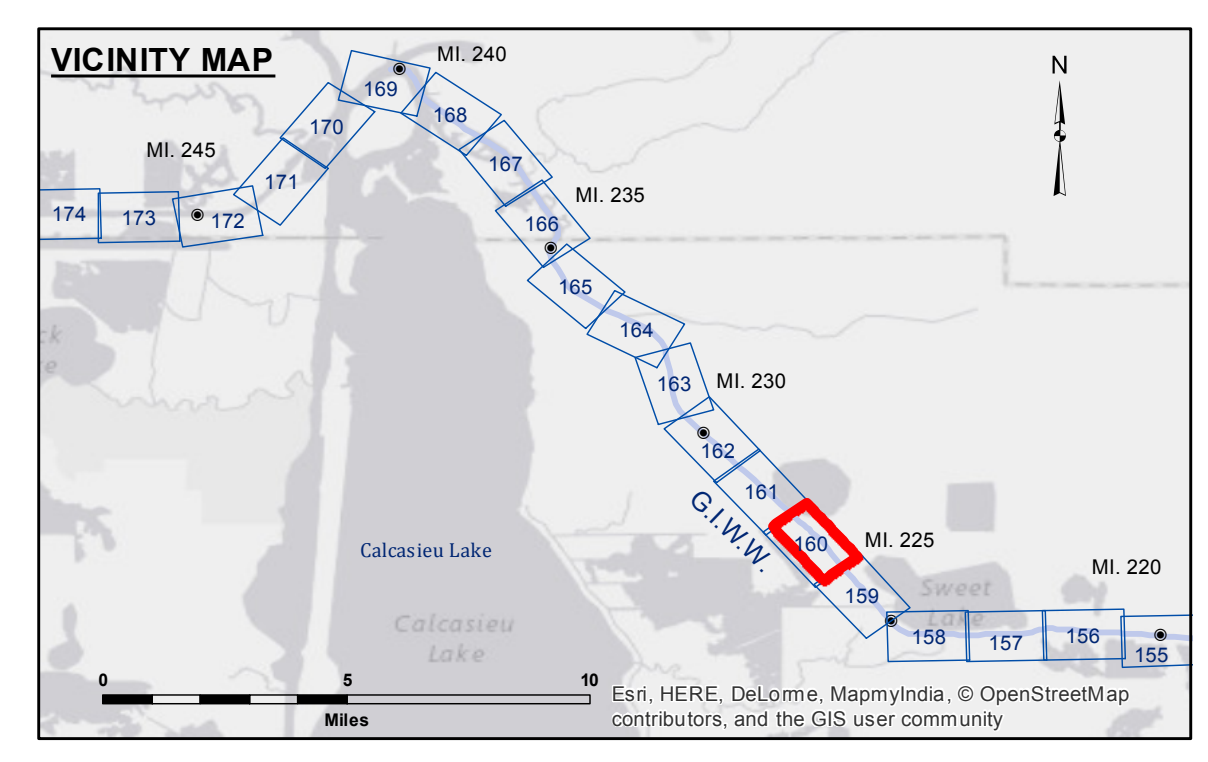 VICINITY MAP
MI. 240
N
169
168
170
MI. 245
167
171
MI. 235
174
173
172
166
165
164
163
MI. 230
162
161
G.I.W.W.
160
MI. 225
Calcasieu Lake
MI. 220
159
Sweet
Lake
Calcasieu
Lake
158
157
156
155
0
5
10
Miles
Esri, HERE, DeLorme, MapmyIndia, © OpenStreetMap
contributors, and the GIS user community